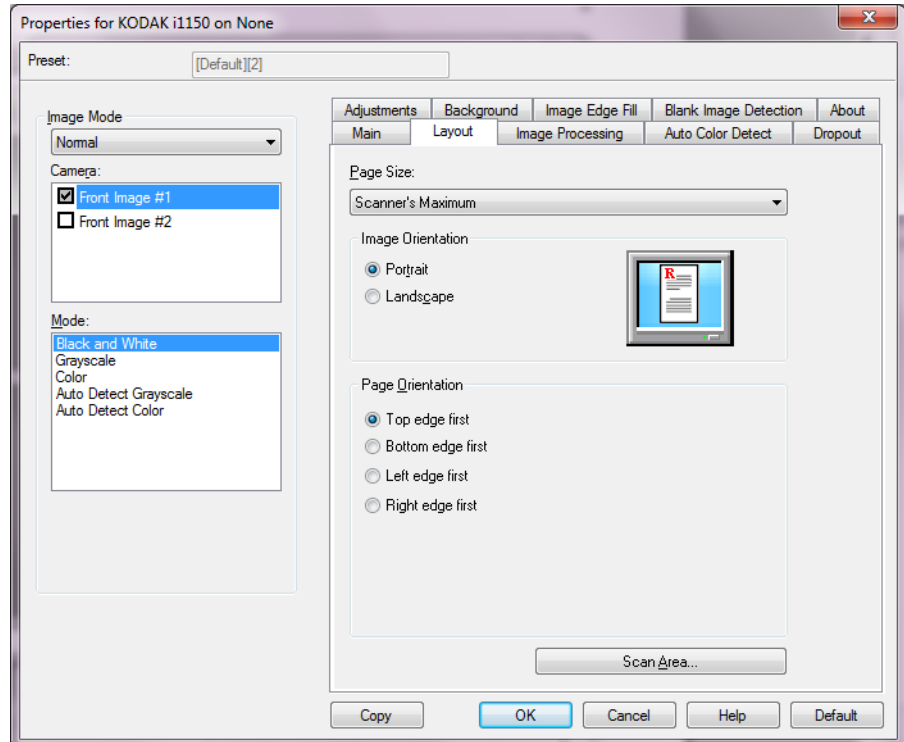 Properties for KODAK i1150 on None
x
Preset:
[Default][2]
Image Mode
Normal
Camera:
Front Image #1
Front Image #2
Mode:
Black and White
Grayscale
Color
Auto Detect Grayscale
Auto Detect Color
Adjustments Background Image Edge Fill Blank Image Detection About
Main Layout Image Processing Auto Color Detect Dropout
Page Size:
Scanner's Maximum
Image Orientation
Portrait
Landscape
R
Page Orientation
Top edge first
Bottom edge first
Left edge first
Right edge first
Scan Area...
Copy OK Cancel Help Default